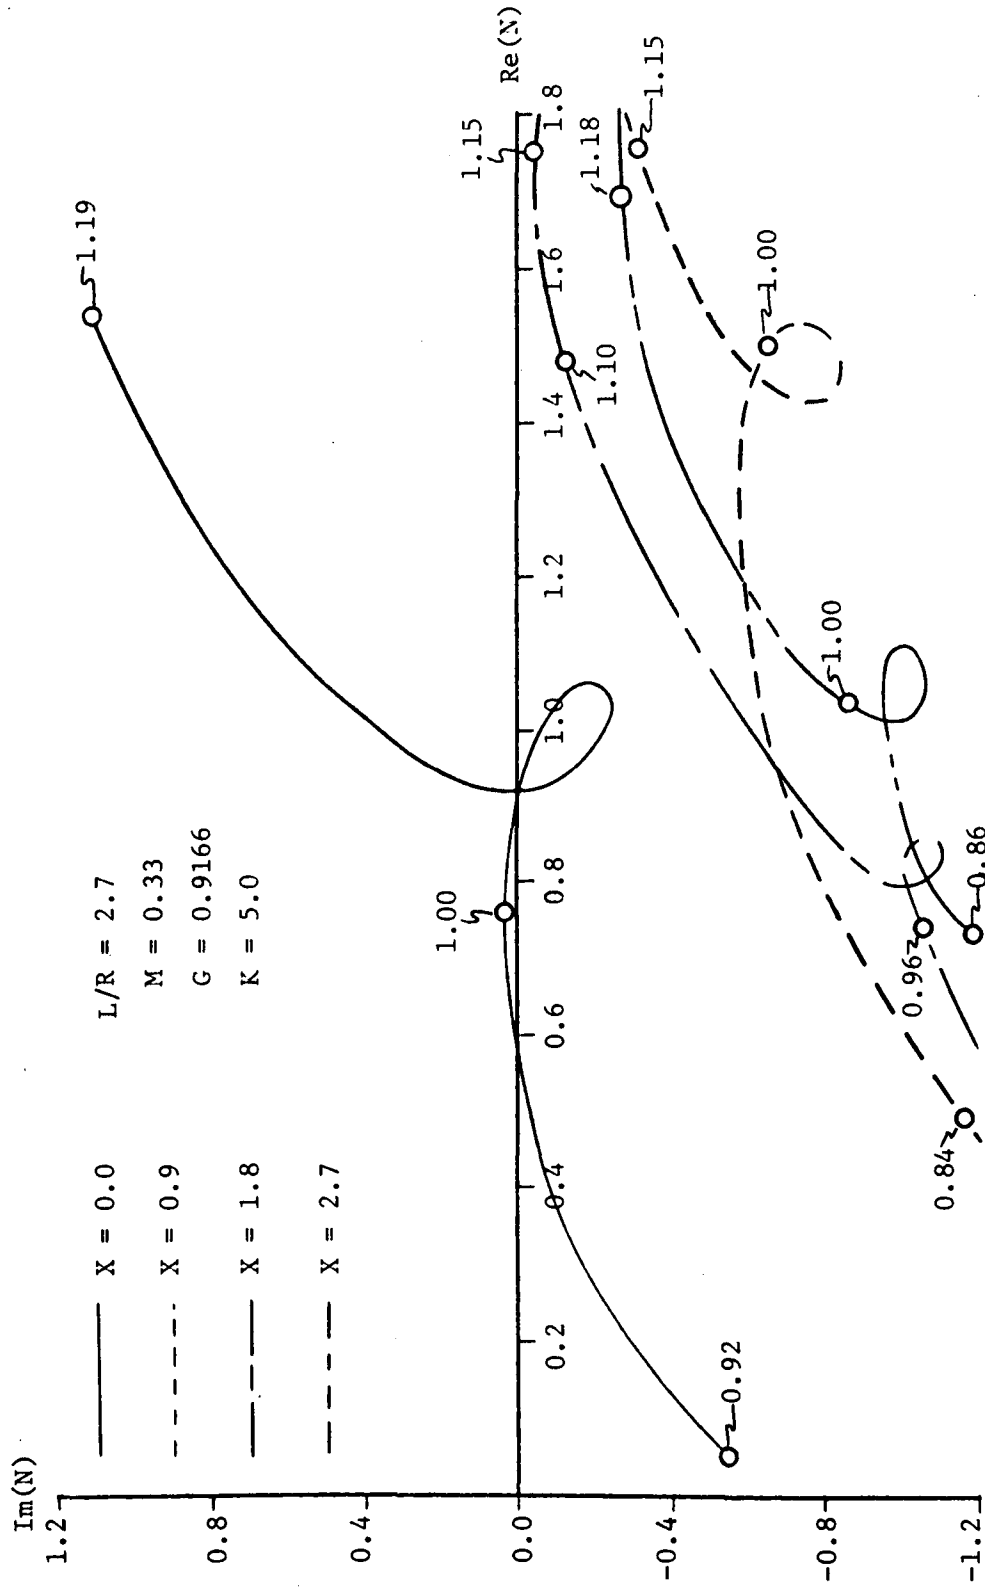 Im(N)
1.2
0.8
0.4
0.0
-0.4
-0.8
-1.2
X = 0.0
X = 0.9
X = 1.8
X = 2.7
L/R = 2.7
M = 0.33
G = 0.9166
K = 5.0
0.2
0.4
0.6
0.8
1.0
1.2
1.4
1.6
1.8
Re(N)
1.19
1.00
0.92
1.15
1.10
1.18
1.15
1.00
1.00
0.96
0.86
0.84